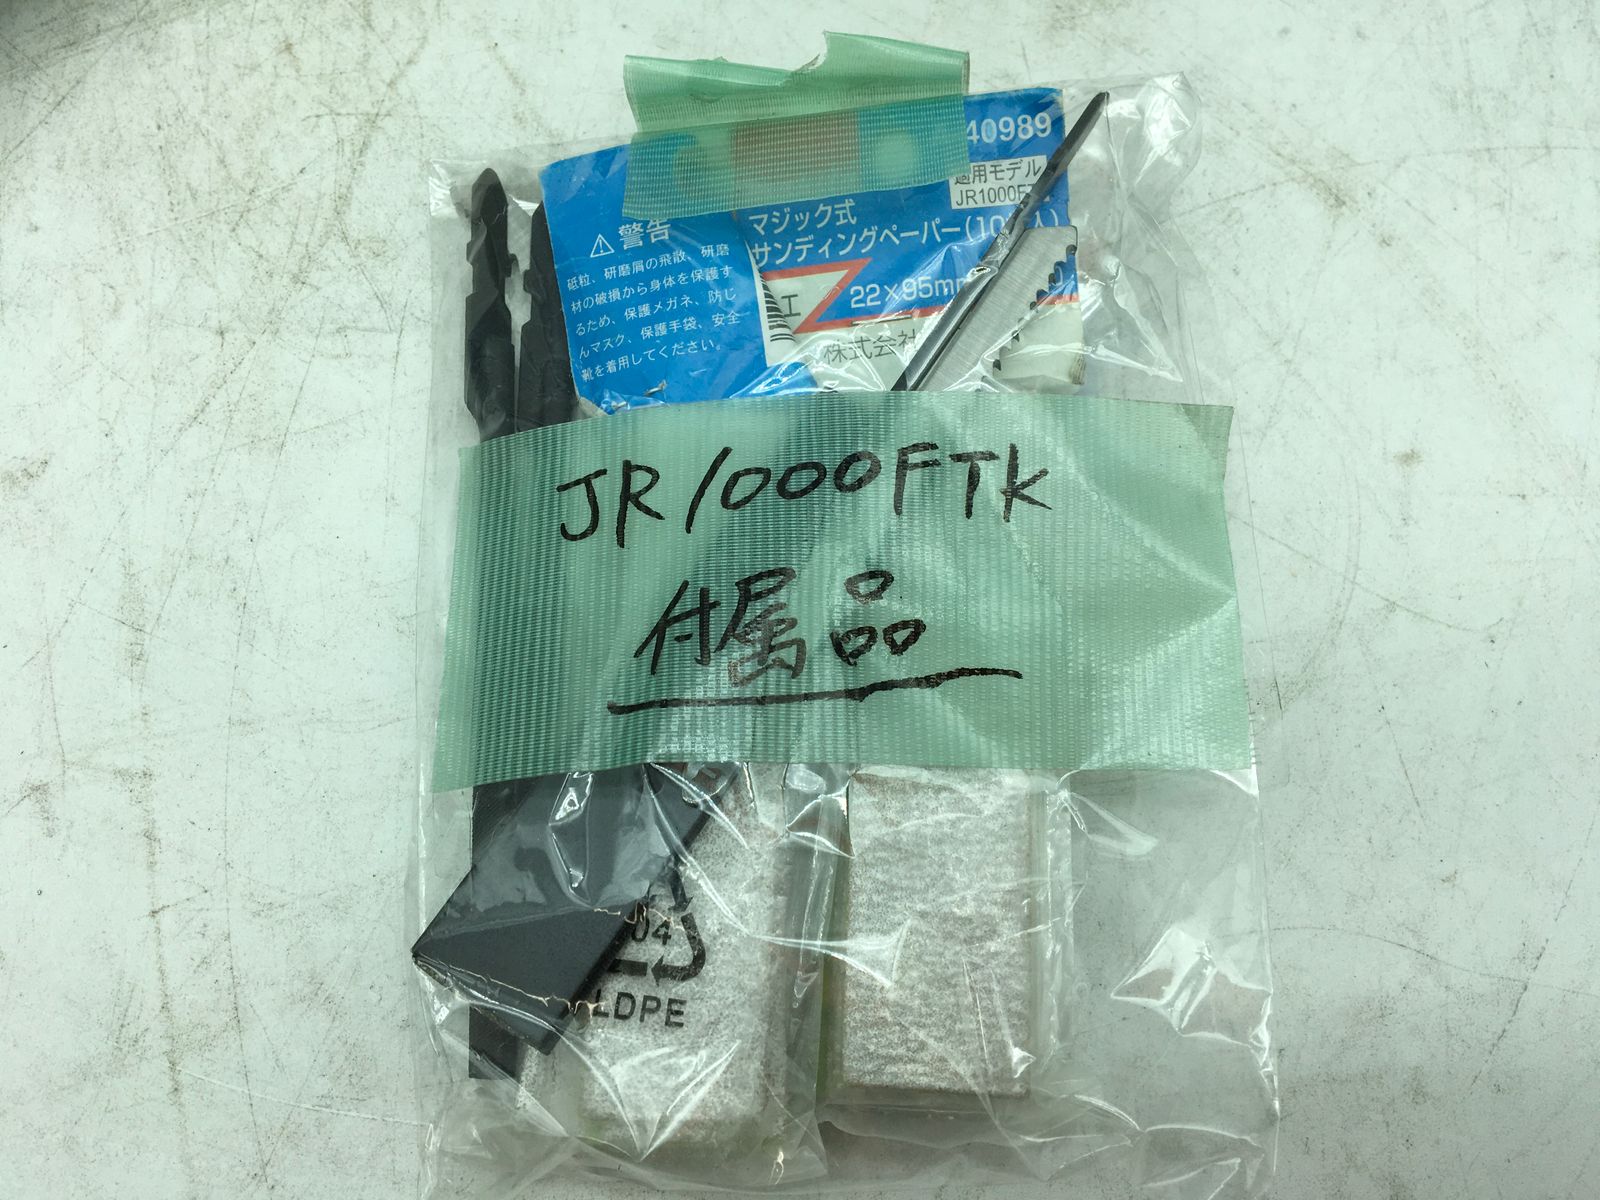 40989
適用モデル
JR1000FT
マジック式
サンディングペーパー(10
22×95m
株式会社
警告
砥粒、研磨屑の飛散、研磨
材の破損から身体を保護す
るため、保護メガネ、防じ
んマスク、保護手袋、安全
靴を着用してください。
JR1000FTK
付属品
04
LDPE